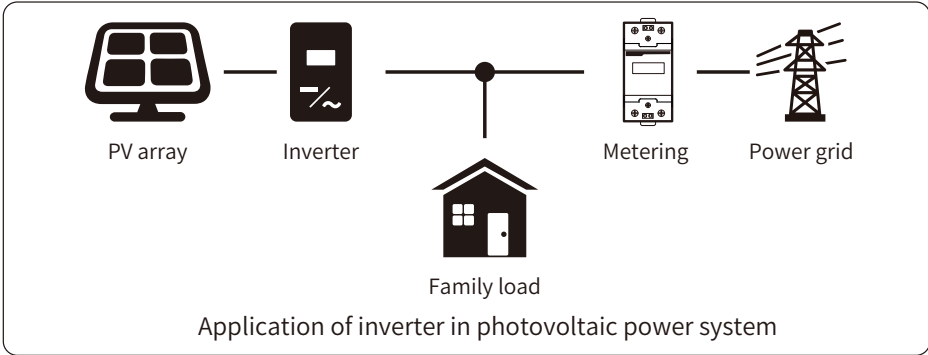 PV array
Inverter
Metering
Power grid
Family load
Application of inverter in photovoltaic power system